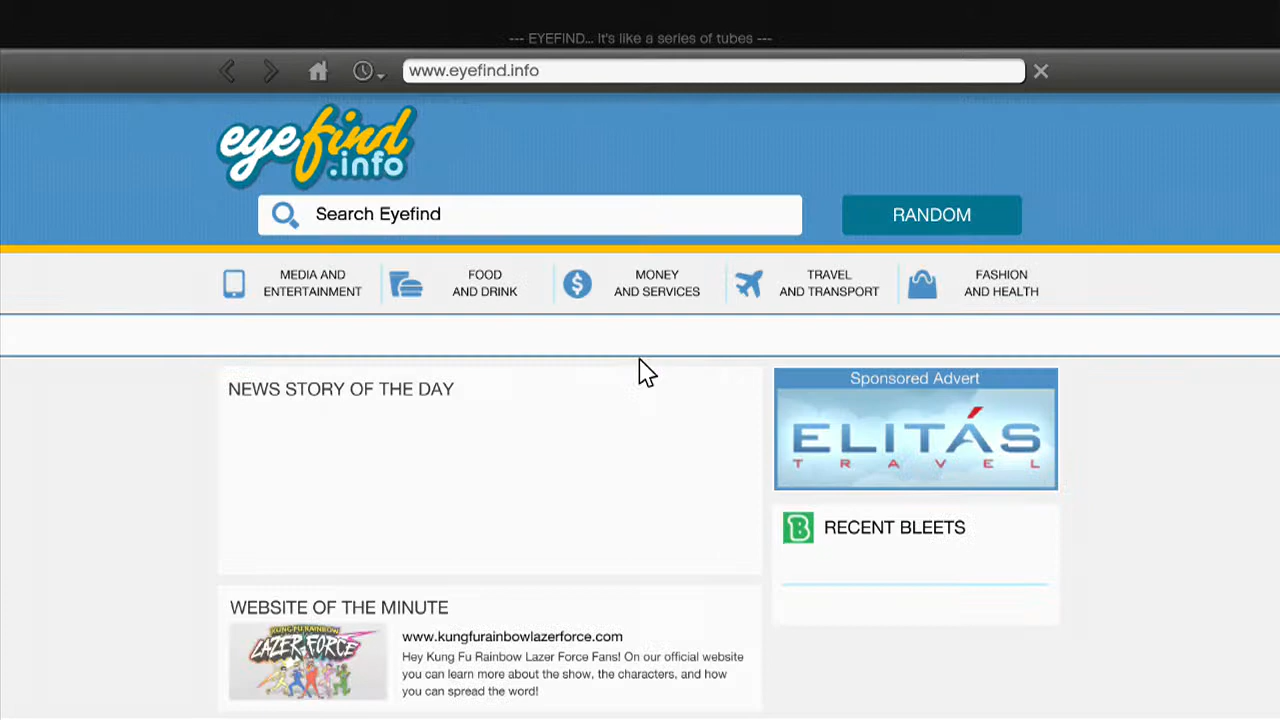 --- EYEFIND... It's like a series of tubes ---
www.eyefind.info
eyefind
.info
Search Eyefind
RANDOM
MEDIA AND
ENTERTAINMENT
FOOD
AND DRINK
MONEY
AND SERVICES
TRAVEL
AND TRANSPORT
FASHION
AND HEALTH
NEWS STORY OF THE DAY
Sponsored Advert
ELITÁS
TRAVEL
B RECENT BLEETS
WEBSITE OF THE MINUTE
KUNG FU RAINBOW
LAZER FORCE
www.kungfurainbowlazerforce.com
Hey Kung Fu Rainbow Lazer Force Fans! On our official website
you can learn more about the show, the characters, and how
you can spread the word!